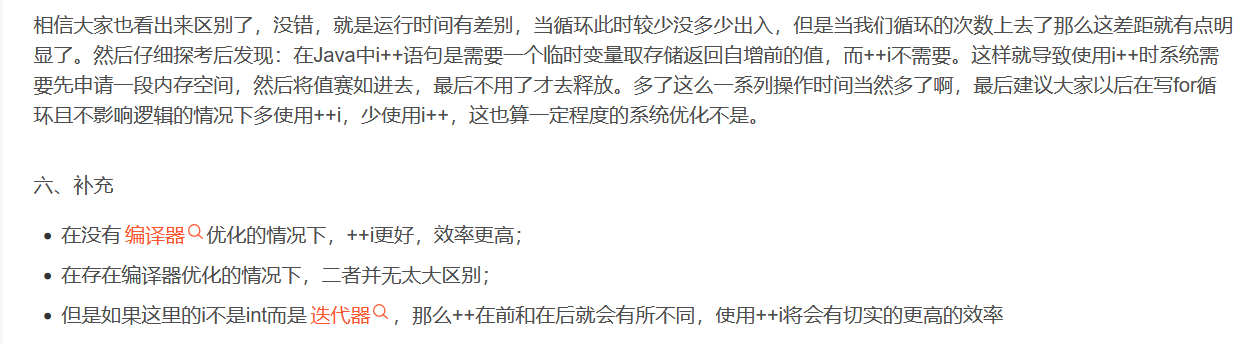 相信大家也看出来区别了，没错，就是运行时间有差别，当循环此时较少没多少出入，但是当我们循环的次数上去了那么这差距就有点明
显了。然后仔细探考后发现：在Java中i++语句是需要一个临时变量取存储返回自增前的值，而++i不需要。这样就导致使用i++时系统需
要先申请一段内存空间，然后将值赛如进去，最后不用了才去释放。多了这么一系列操作时间当然多了啊，最后建议大家以后在写for循
环且不影响逻辑的情况下多使用++i，少使用i++，这也算一定程度的系统优化不是。
六、补充
• 在没有编译器优化的情况下，++i更好，效率更高；
• 在存在编译器优化的情况下，二者并无太大区别；
• 但是如果这里的i不是int而是迭代器，那么++在前和在后就会有所不同，使用++i将会有切实的更高的效率